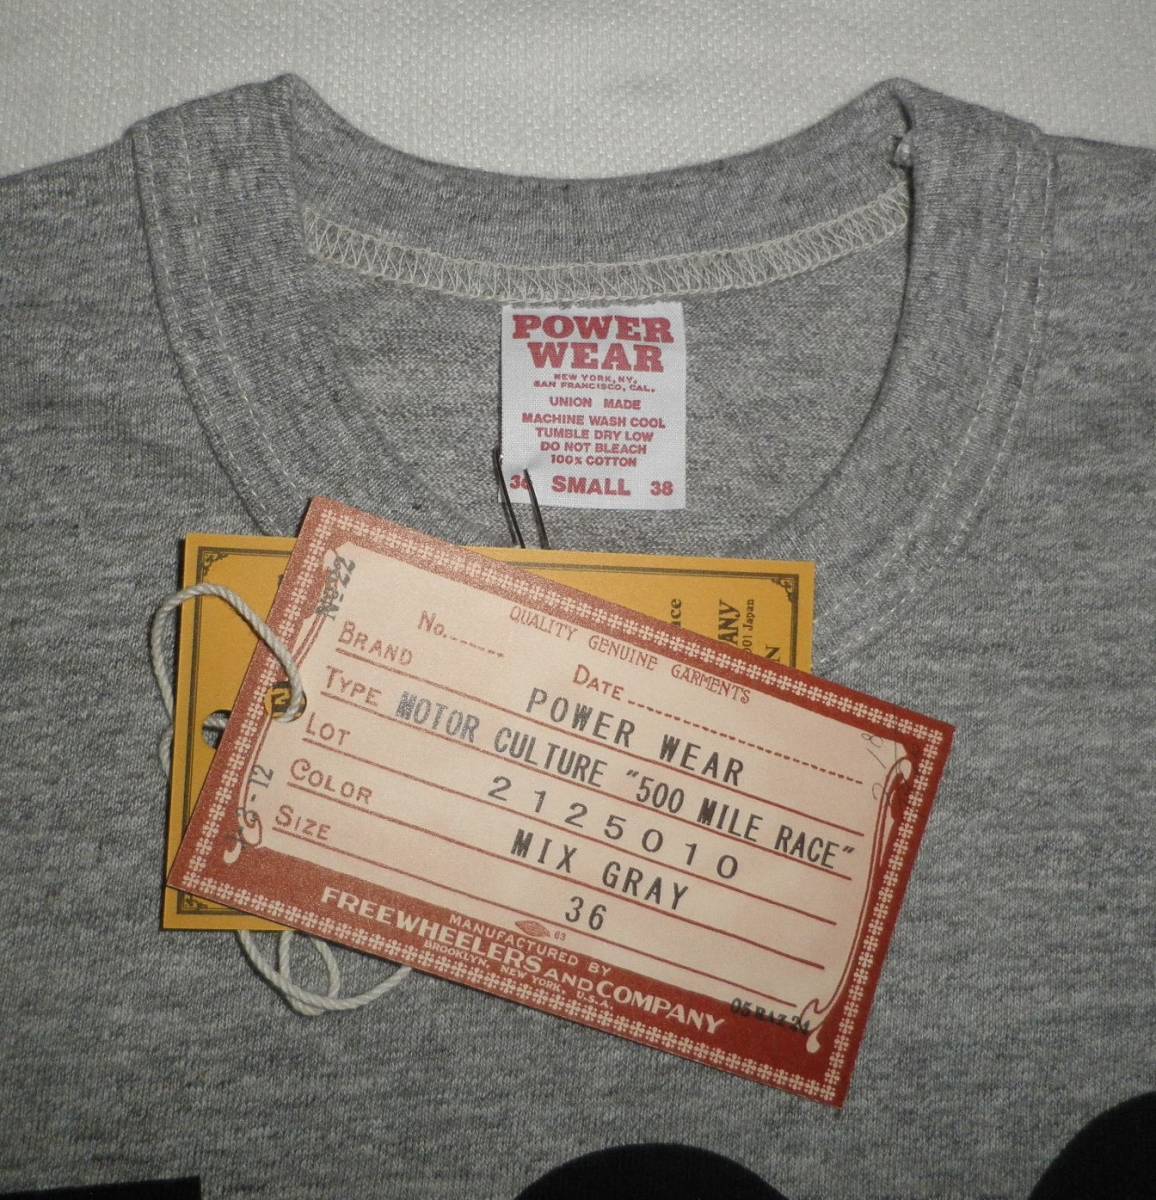 POWER
WEAR
NEW YORK, NY.
SAN FRANCISCO, CAL.
UNION MADE
MACHINE WASH COOL
TUMBLE DRY LOW
DO NOT BLEACH
100% COTTON
SMALL 38
No.22
No.
QUALITY GENUINE GARMENTS
DATE
BRAND POWER WEAR
TYPE MOTOR CULTURE "500 MILE RACE"
LOT 2125010
COLOR MIX GRAY
SIZE 36
MANUFACTURED BY
63
FREEWHEELERS AND COMPANY
BROOKLYN, NEW YORK, U.S.A.
Japan